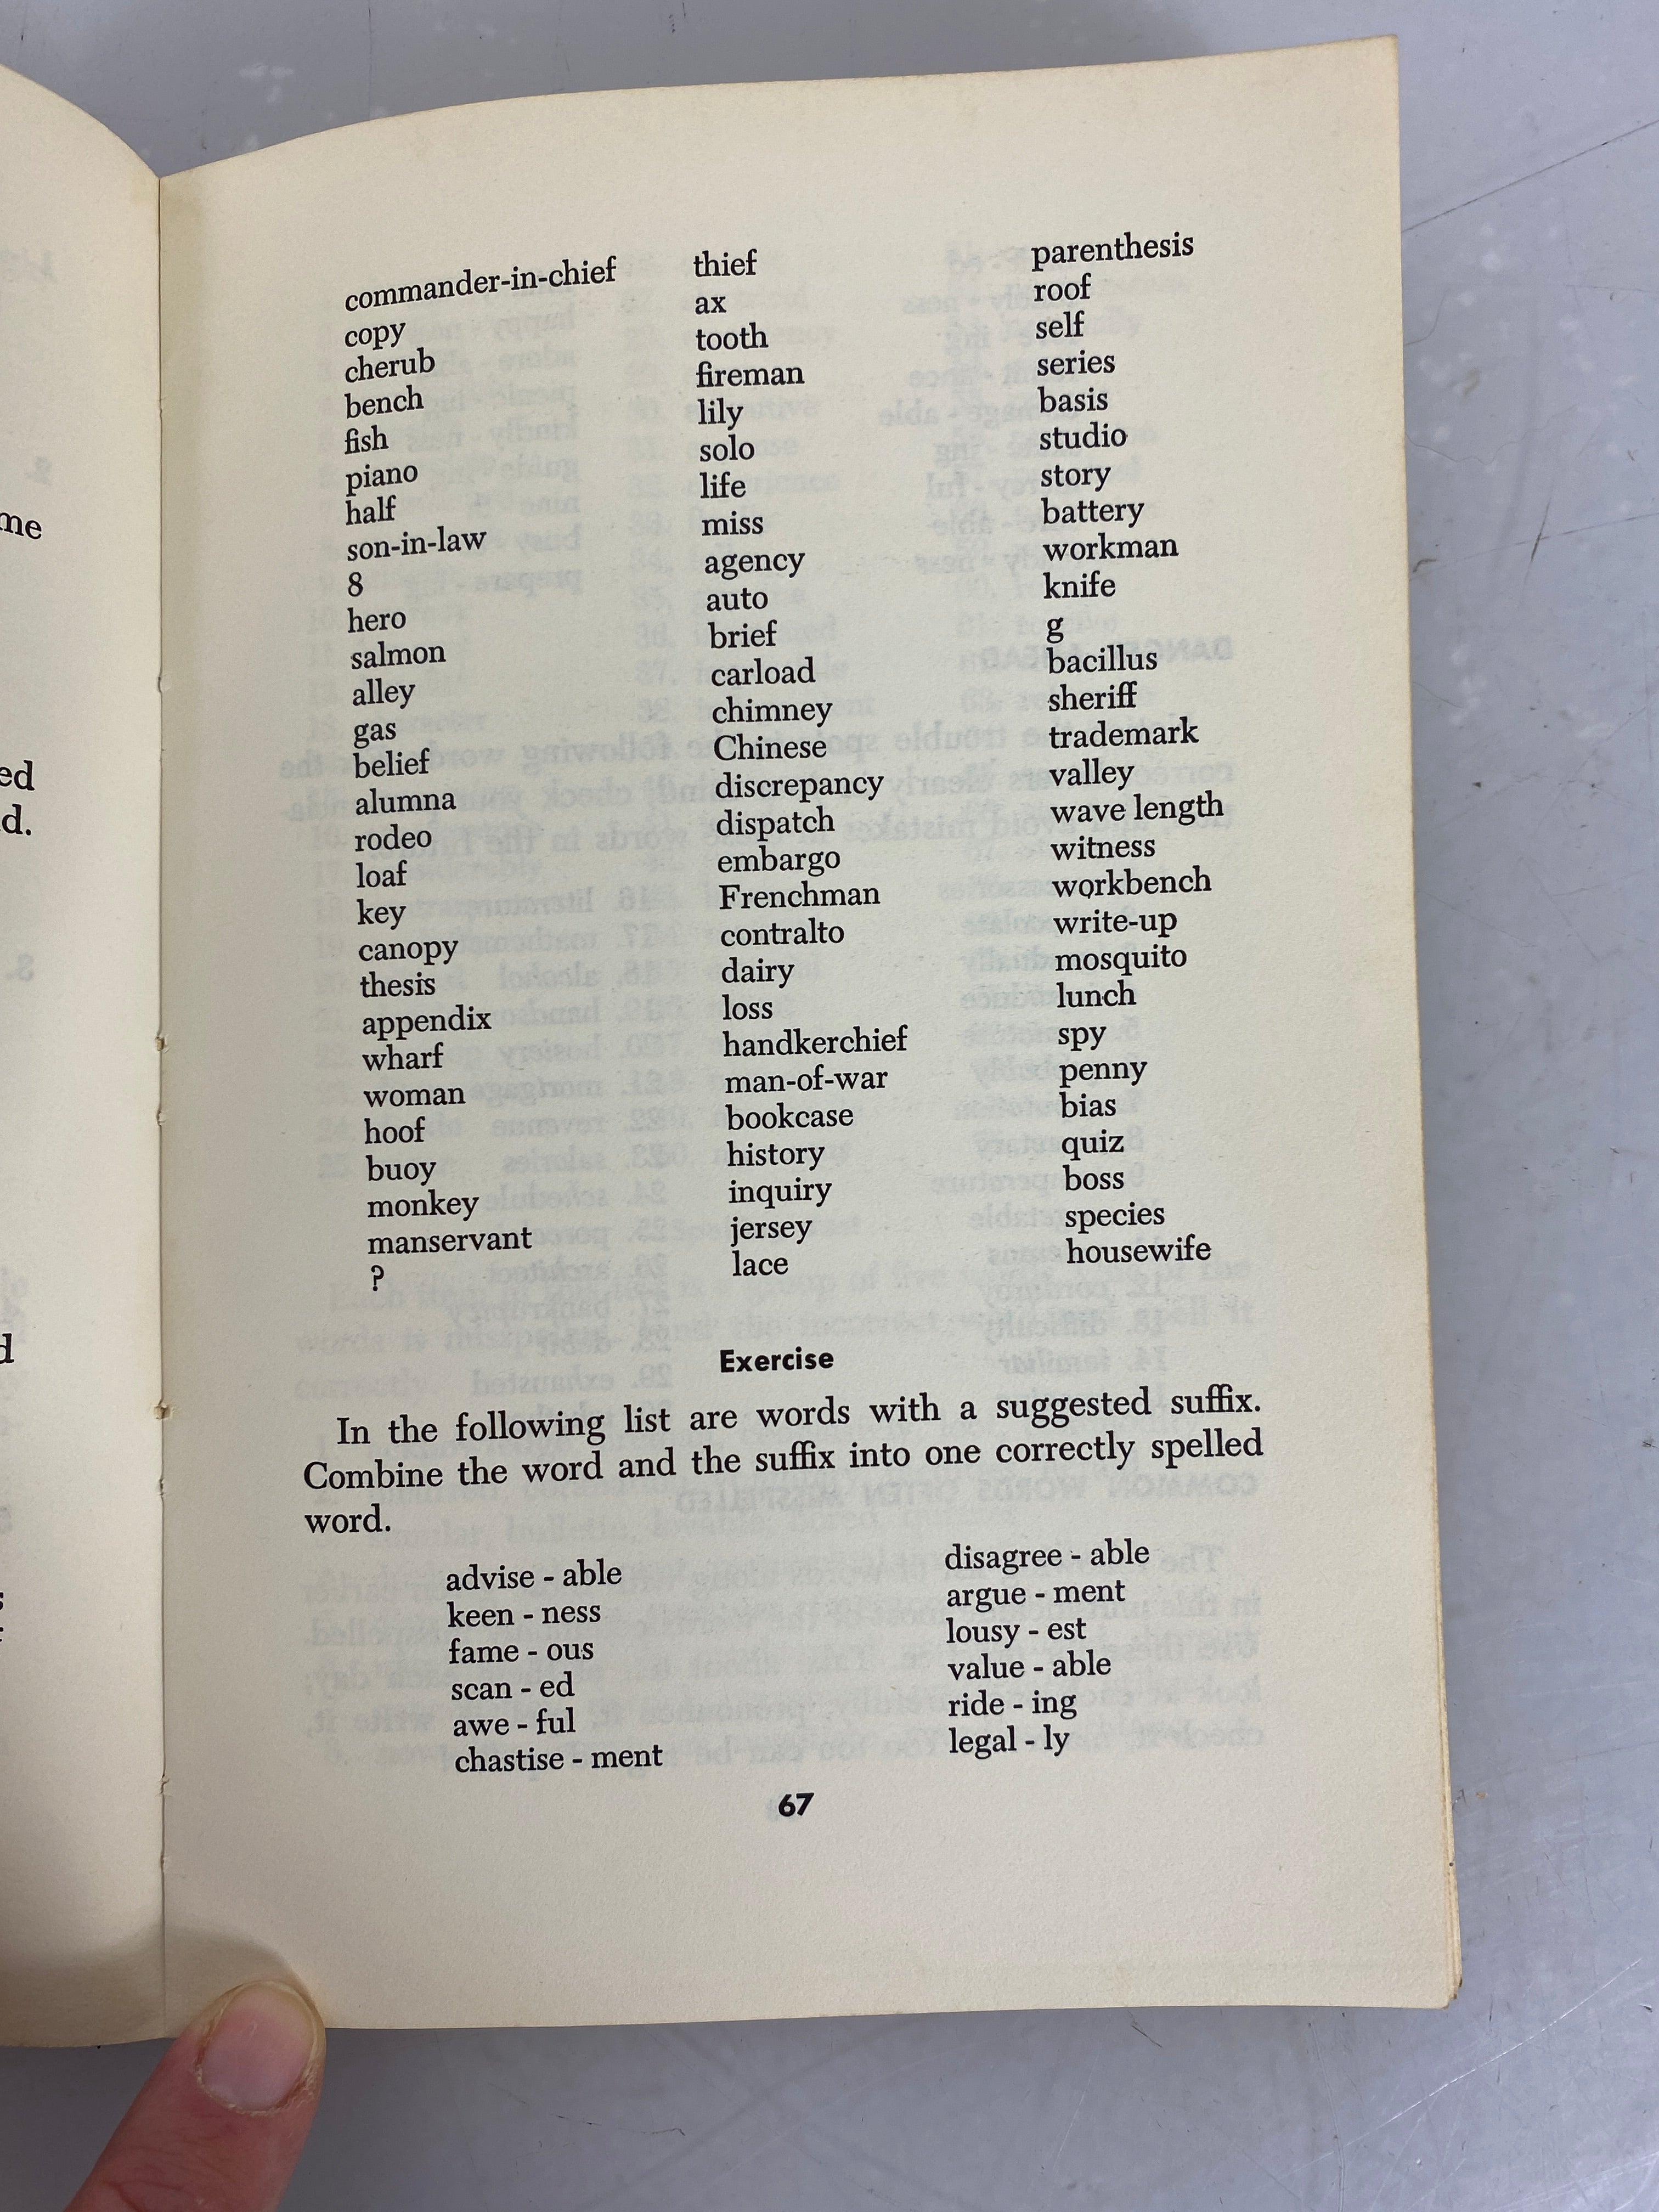 me
ed
d.
d
commander-in-chief
copy
cherub
bench
fish
piano
half
son-in-law
8
hero
salmon
alley
gas
belief
alumna
rodeo
loaf
key
canopy
thesis
appendix
wharf
woman
hoof
buoy
monkey
manservant
?
thief
ax
tooth
fireman
lily
solo
life
miss
agency
auto
brief
carload
chimney
Chinese
discrepancy
dispatch
embargo
Frenchman
contralto
dairy
loss
handkerchief
man-of-war
bookcase
history
inquiry
jersey
lace
parenthesis
roof
self
series
basis
studio
story
battery
workman
knife
g
bacillus
sheriff
trademark
valley
wave length
witness
workbench
write-up
mosquito
lunch
spy
penny
bias
quiz
boss
species
housewife
Exercise
In the following list are words with a suggested suffix.
Combine the word and the suffix into one correctly spelled
word.
advise - able
keen - ness
fame - ous
scan - ed
awe - ful
chastise - ment
disagree - able
argue - ment
lousy - est
value - able
ride - ing
legal - ly
67